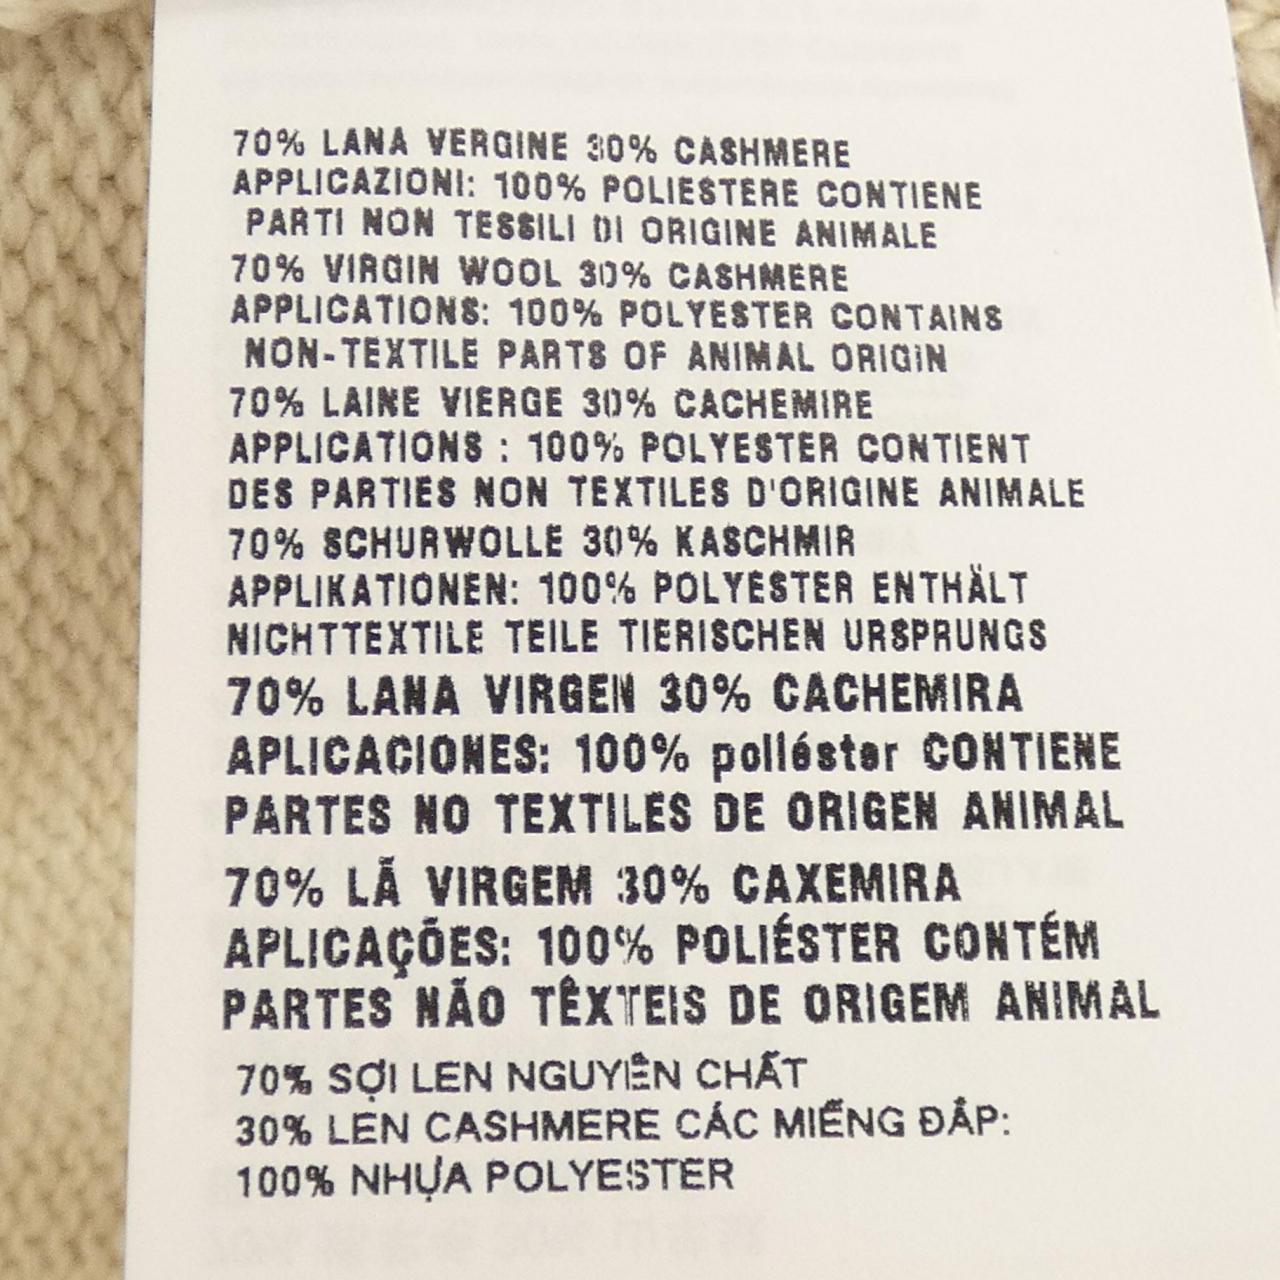 70% LANA VERGINE 30% CASHMERE
APPLICAZIONI: 100% POLIESTERE CONTIENE
PARTI NON TESSILI DI ORIGINE ANIMALE
70% VIRGIN WOOL 30% CASHMERE
APPLICATIONS: 100% POLYESTER CONTAINS
NON-TEXTILE PARTS OF ANIMAL ORIGIN
70% LAINE VIERGE 30% CACHEMIRE
APPLICATIONS : 100% POLYESTER CONTIENT
DES PARTIES NON TEXTILES D'ORIGINE ANIMALE
70% SCHURWOLLE 30% KASCHMIR
APPLIKATIONEN: 100% POLYESTER ENTHÄLT
NICHTTEXTILE TEILE TIERISCHEN URSPRUNGS
70% LANA VIRGEN 30% CACHEMIRA
APLICACIONES: 100% poliéster CONTIENE
PARTES NO TEXTILES DE ORIGEN ANIMAL
70% LÃ VIRGEM 30% CAXEMIRA
APLICAÇÕES: 100% POLIÉSTER CONTÉM
PARTES NÃO TÊXTEIS DE ORIGEM ANIMAL
70% SỢI LEN NGUYÊN CHẤT
30% LEN CASHMERE CÁC MIẾNG ĐẮP:
100% NHỰA POLYESTER